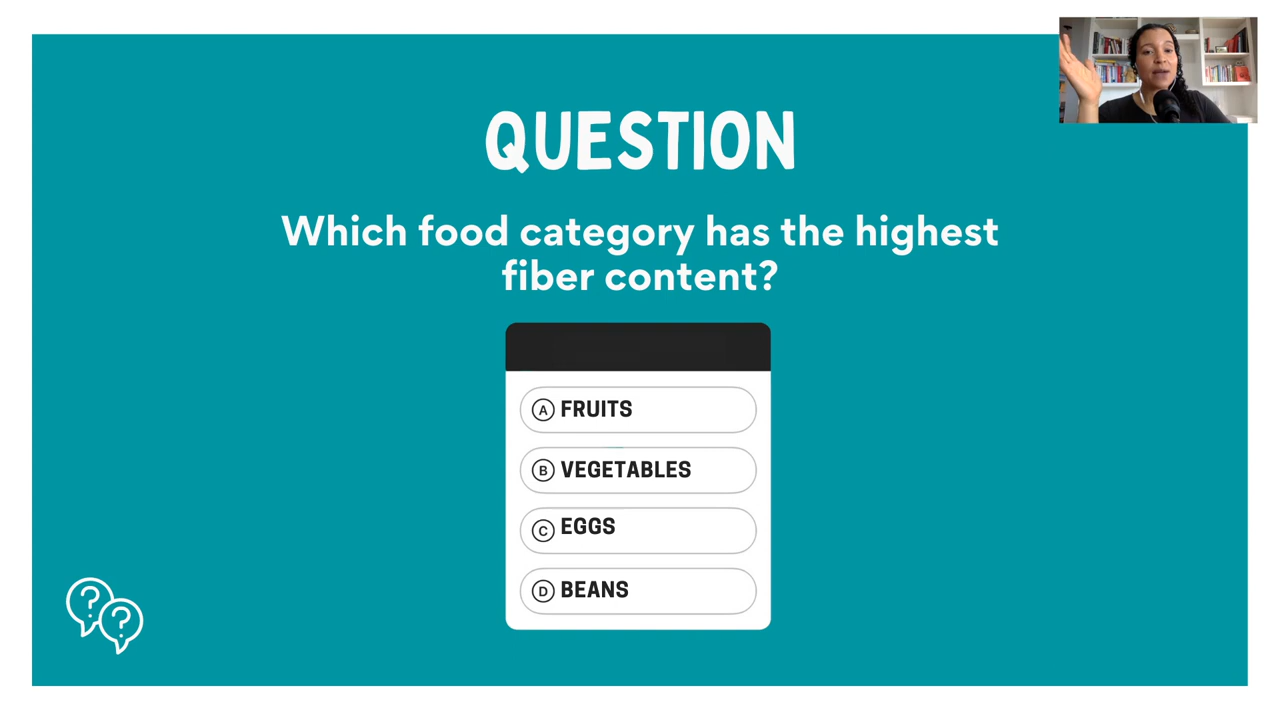 QUESTION
Which food category has the highest
fiber content?
A FRUITS
B VEGETABLES
C EGGS
D BEANS
? ?